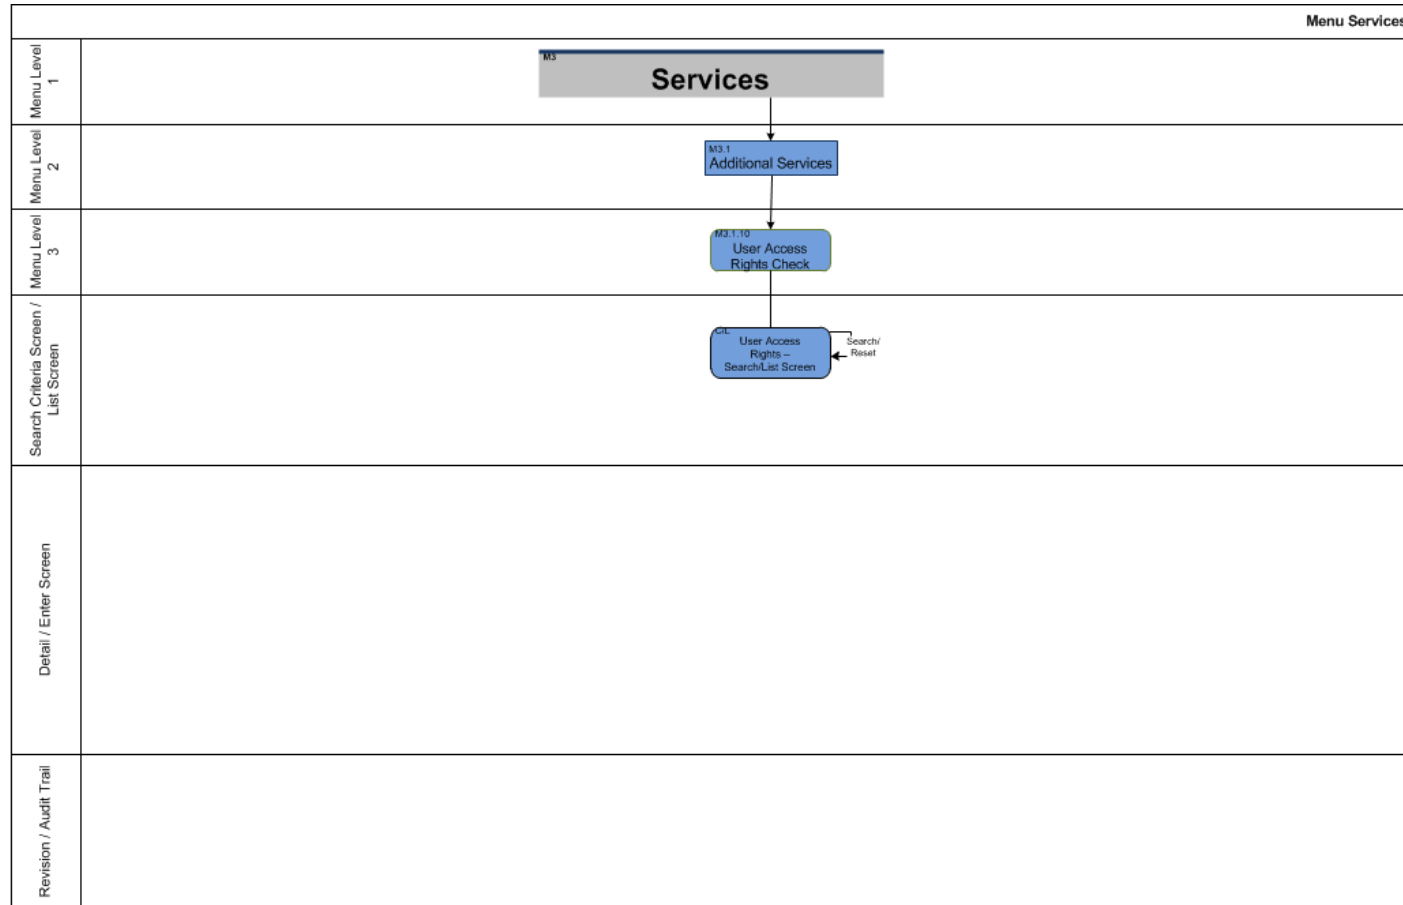 Menu Services
Menu Level
1
M3
Services
Menu Level
2
M3.1
Additional Services
Menu Level
3
M3.1.10
User Access
Rights Check
Search Criteria Screen /
List Screen
C/L
User Access
Rights –
Search/List Screen
Search/
Reset
Detail / Enter Screen
Revision / Audit Trail